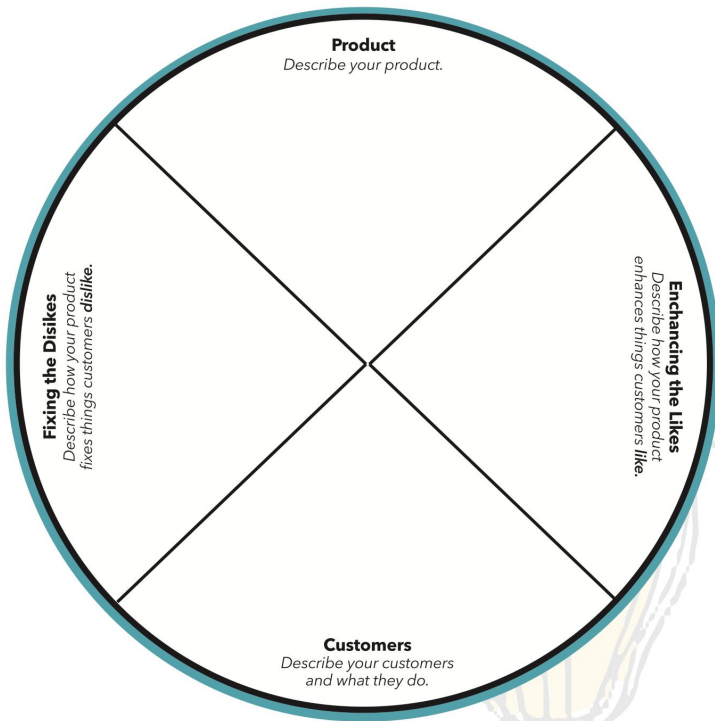 Product
Describe your product.
Fixing the Disikes
Describe how your product
fixes things customers dislike.
Enchancing the Likes
Describe how your product
enhances things customers like.
Customers
Describe your customers
and what they do.